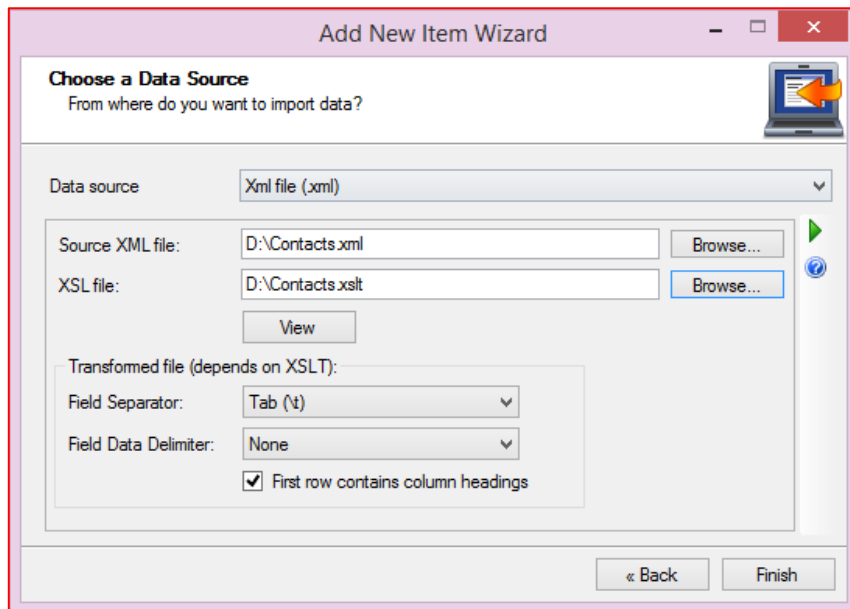 Add New Item Wizard
Choose a Data Source
From where do you want to import data?
Data source
Xml file (.xml)
Source XML file:
D:\Contacts.xml
Browse...
XSL file:
D:\Contacts.xslt
Browse...
View
Transformed file (depends on XSLT):
Field Separator:
Tab (\t)
Field Data Delimiter:
None
First row contains column headings
« Back
Finish